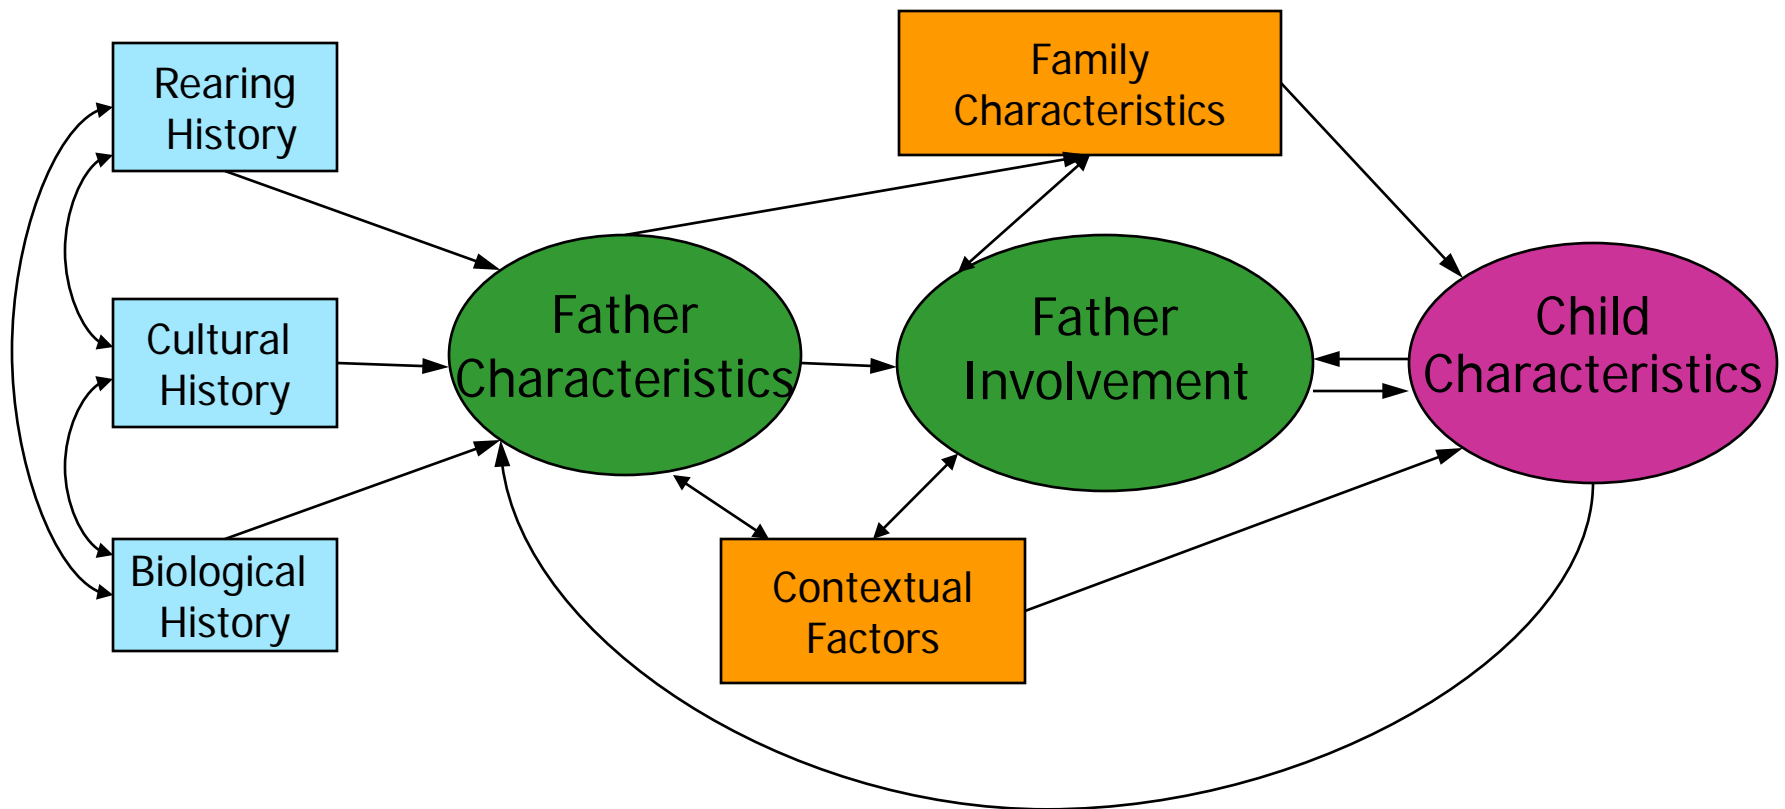 Rearing
History
Family
Characteristics
Cultural
History
Father
Characteristics
Father
Involvement
Child
Characteristics
Biological
History
Contextual
Factors